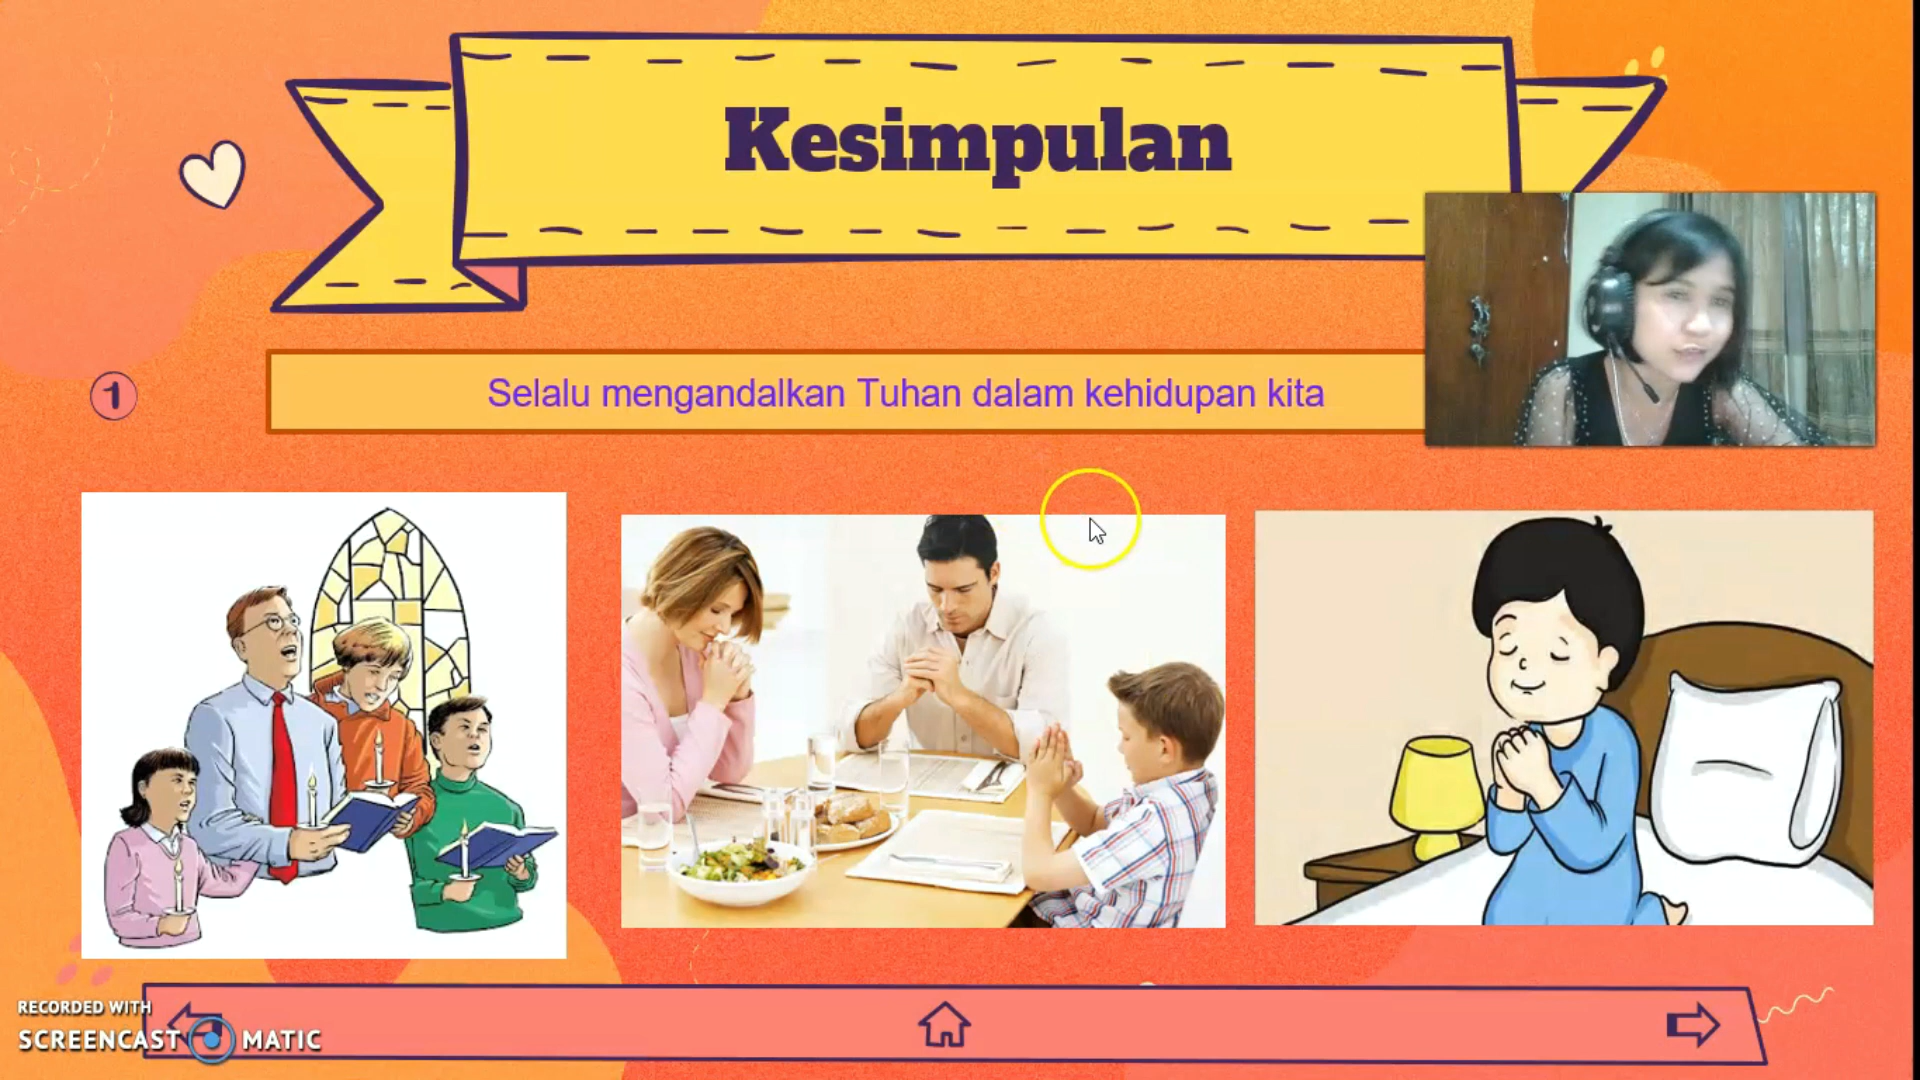 Kesimpulan
1
Selalu mengandalkan Tuhan dalam kehidupan kita
RECORDED WITH
SCREENCAST MATIC